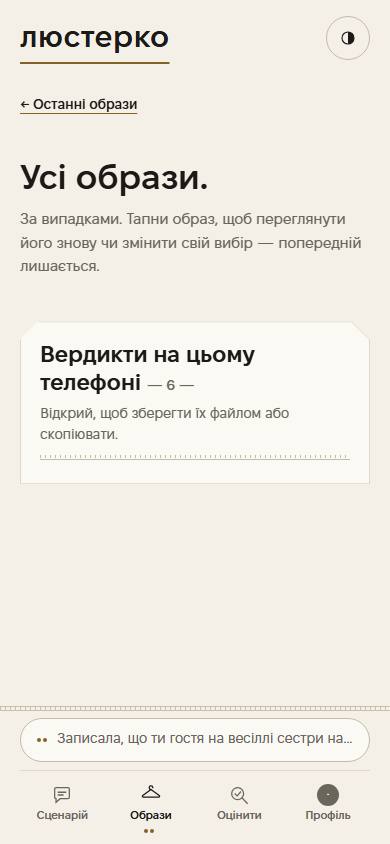 люстерко
← Останні образи
Усі образи.
За випадками. Тапни образ, щоб переглянути
його знову чи змінити свій вибір — попередній
лишається.
Вердикти на цьому
телефоні — 6 —
Відкрий, щоб зберегти їх файлом або
скопіювати.
Записала, що ти гостя на весіллі сестри на...
Сценарій
Образи
Оцінити
Профіль